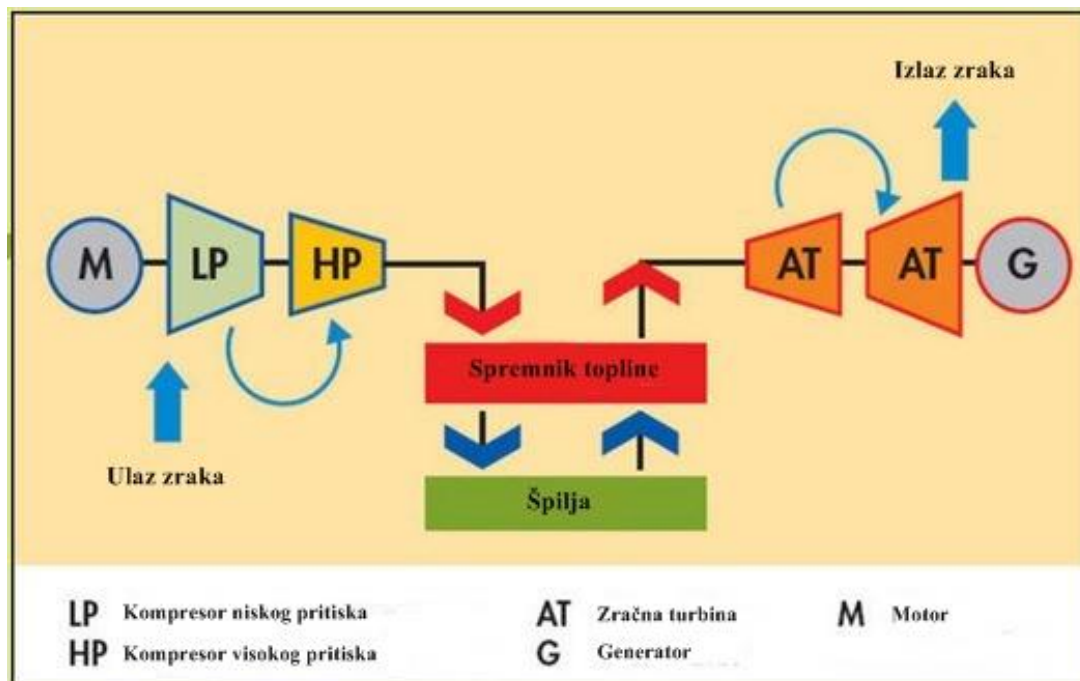 Izlaz zraka
M
LP
HP
AT
AT
G
Spremnik topline
Ulaz zraka
Špilja
LP Kompresor niskog pritiska
HP Kompresor visokog pritiska
AT Zračna turbina
G Generator
M Motor